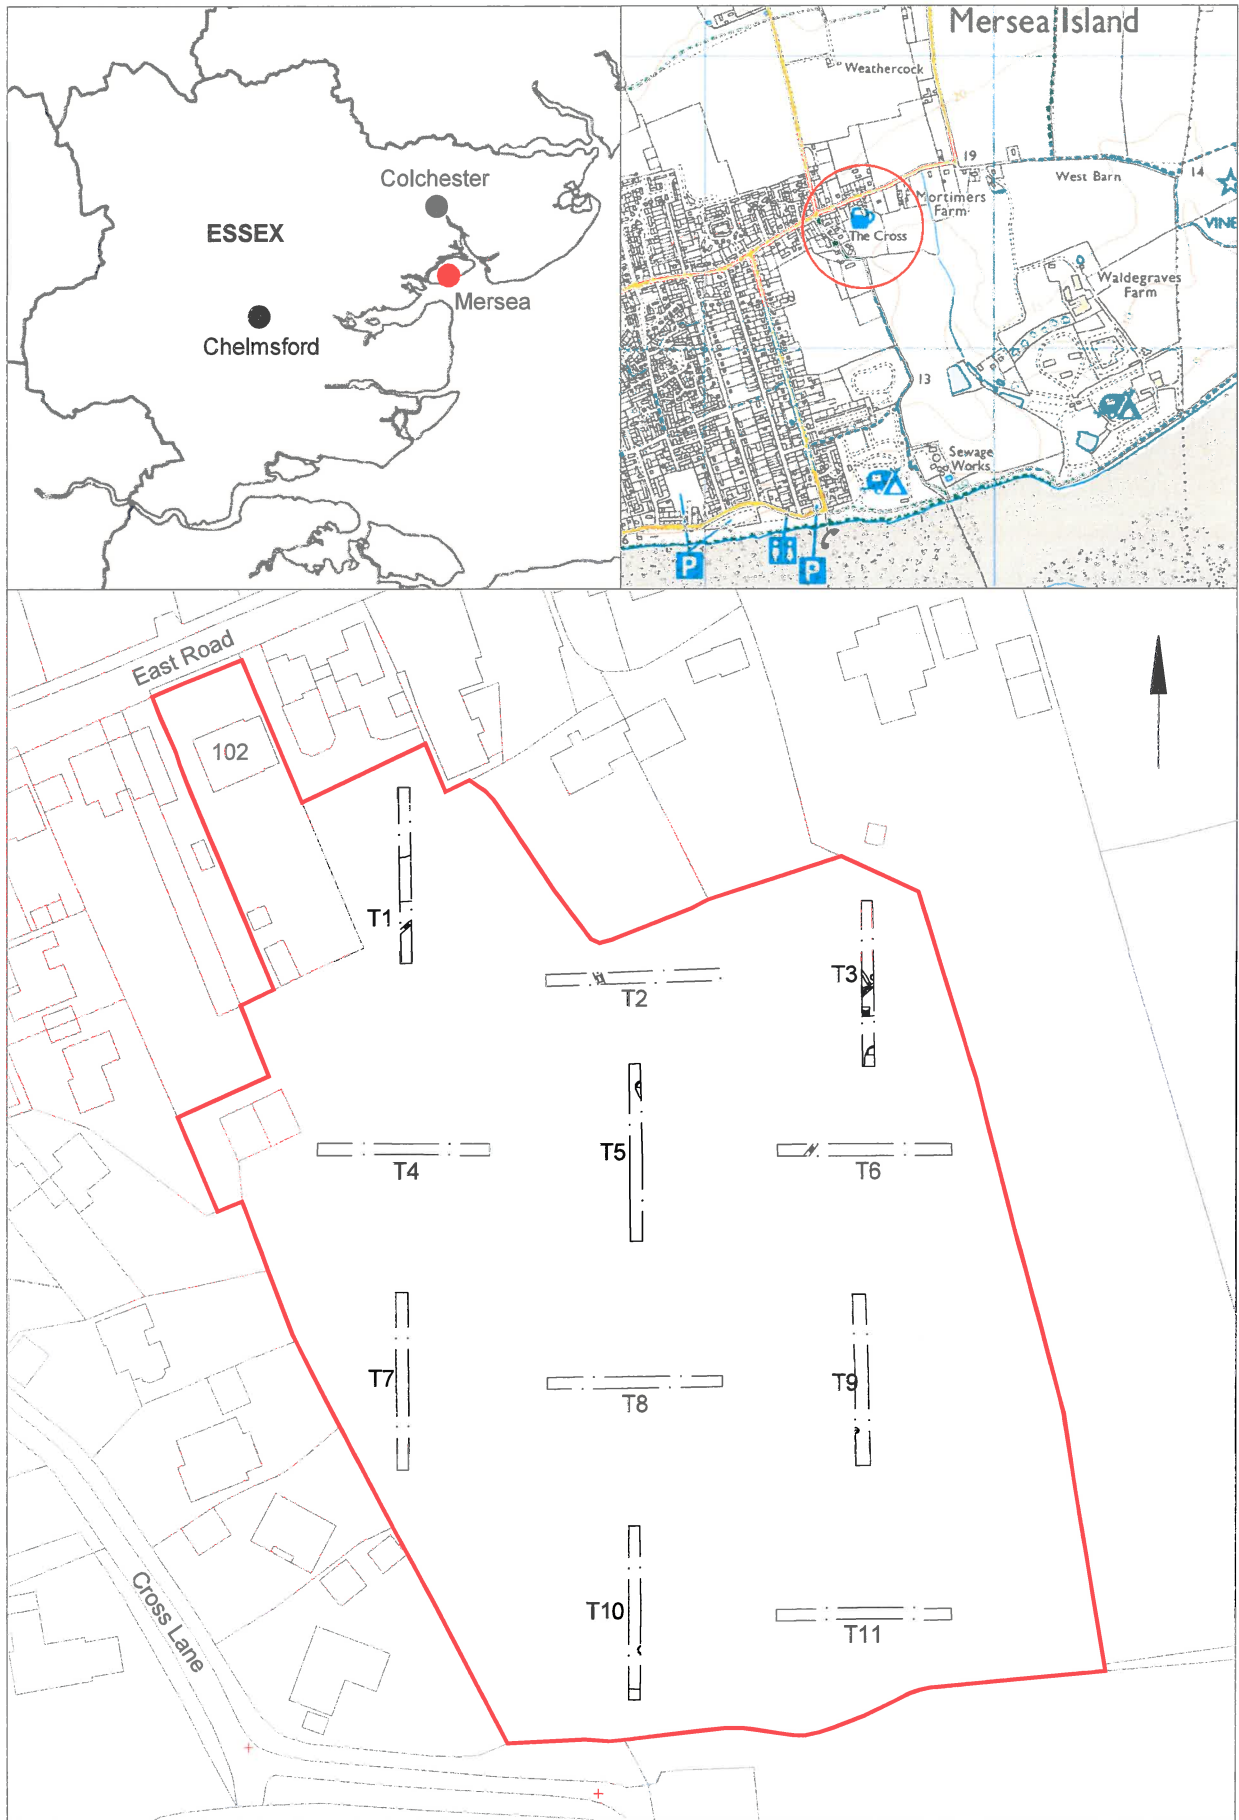 Colchester
ESSEX
Mersea
Chelmsford
Mersea Island
Weathercock
19
West Barn
14
Mortimers
Farm
VINE
The Cross
Waldegraves
Farm
13
Sewage
Works
P
P
East Road
102
T1
T2
T3
T4
T5
T6
T7
T8
T9
T10
T11
Cross Lane